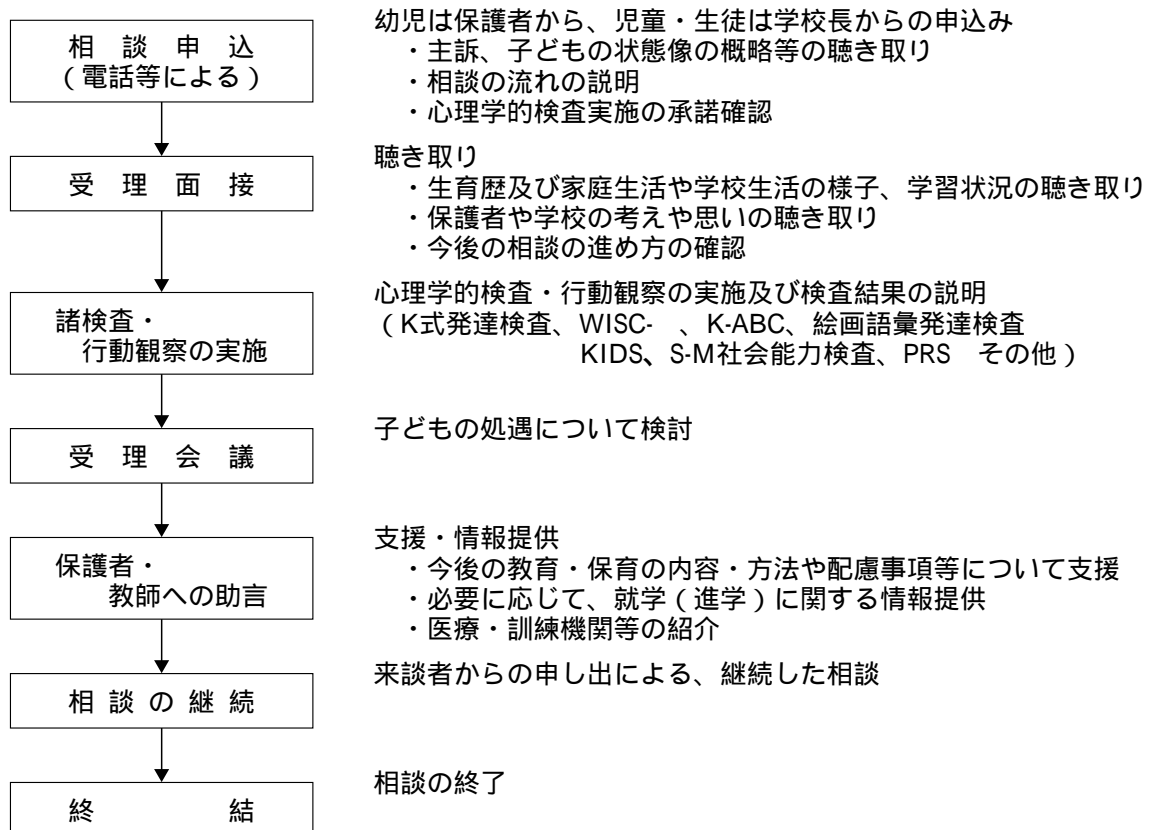 相談申込
(電話等による)
幼児は保護者から、児童・生徒は学校長からの申込み
・主訴、子どもの状態像の概略等の聴き取り
・相談の流れの説明
・心理学的検査実施の承諾確認
受理面接
聴き取り
・生育歴及び家庭生活や学校生活の様子、学習状況の聴き取り
・保護者や学校の考えや思いの聴き取り
・今後の相談の進め方の確認
諸検査・
行動観察の実施
心理学的検査・行動観察の実施及び検査結果の説明
(K式発達検査、WISC- 、K-ABC、絵画語彙発達検査
KIDS、S-M社会能力検査、PRS その他)
受理会議
子どもの処遇について検討
保護者・
教師への助言
支援・情報提供
・今後の教育・保育の内容・方法や配慮事項等について支援
・必要に応じて、就学(進学)に関する情報提供
・医療・訓練機関等の紹介
相談の継続
来談者からの申し出による、継続した相談
終結
相談の終了